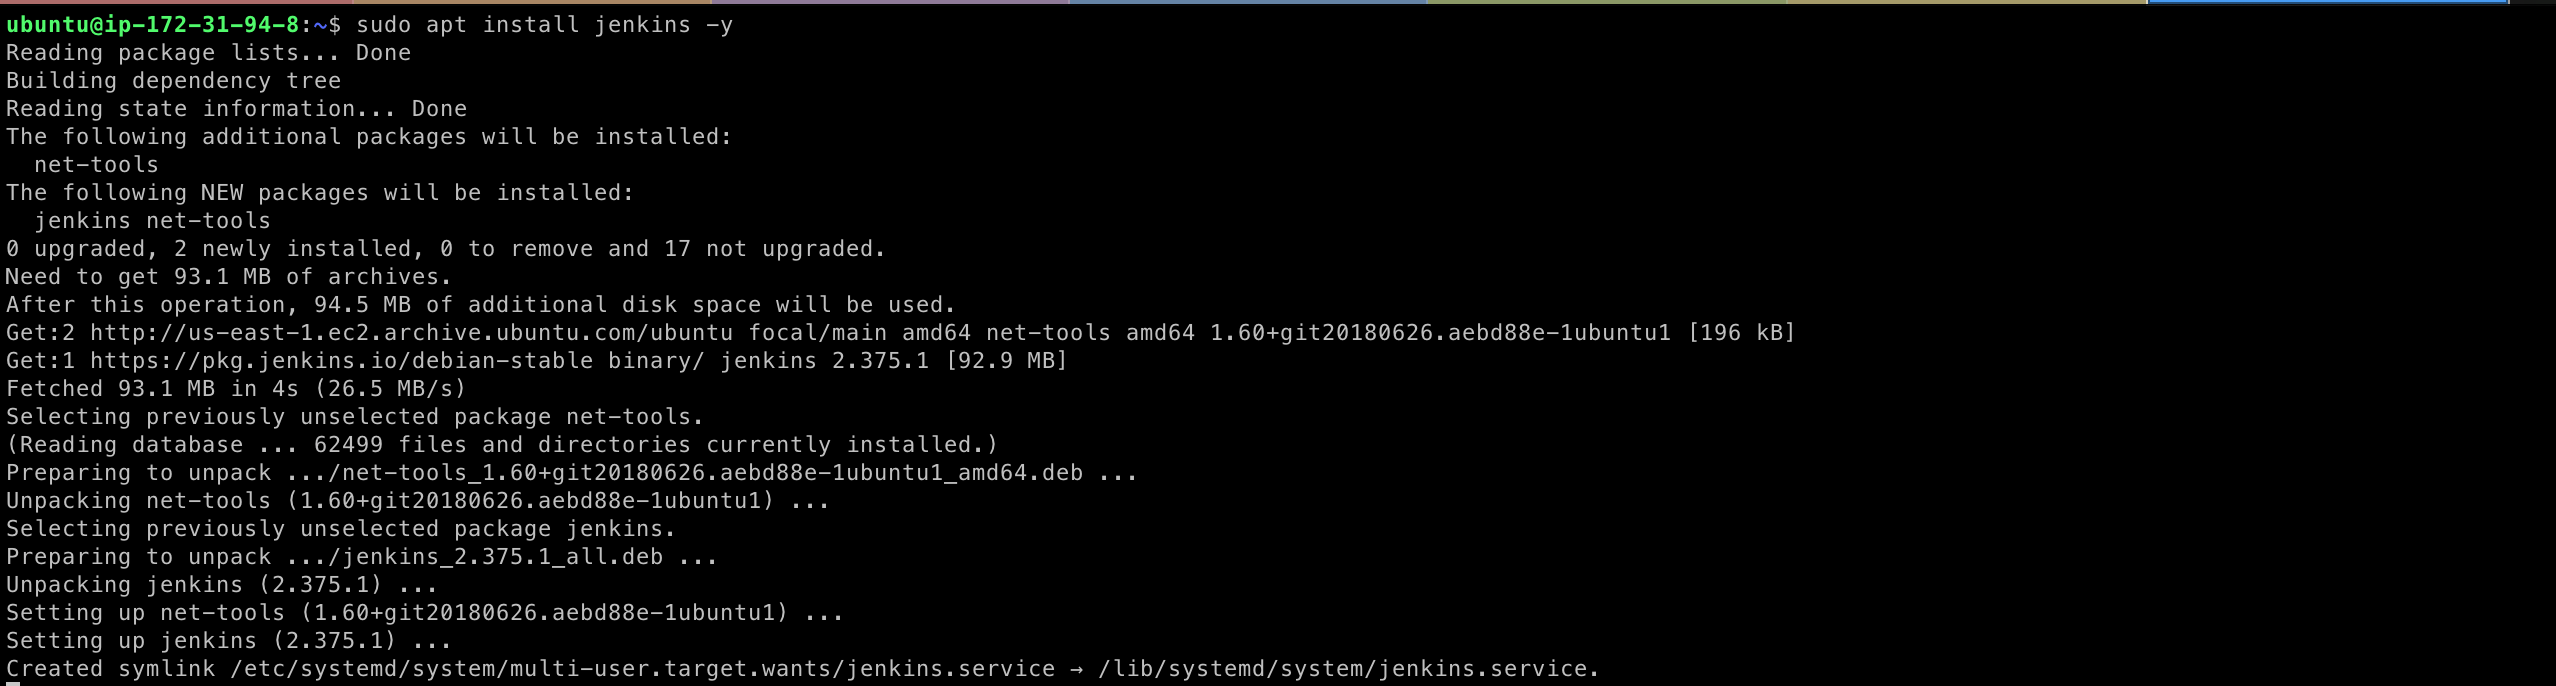 ubuntu@ip-172-31-94-8:~$ sudo apt install jenkins -y
Reading package lists... Done
Building dependency tree
Reading state information... Done
The following additional packages will be installed:
  net-tools
The following NEW packages will be installed:
  jenkins net-tools
0 upgraded, 2 newly installed, 0 to remove and 17 not upgraded.
Need to get 93.1 MB of archives.
After this operation, 94.5 MB of additional disk space will be used.
Get:2 http://us-east-1.ec2.archive.ubuntu.com/ubuntu focal/main amd64 net-tools amd64 1.60+git20180626.aebd88e-1ubuntu1 [196 kB]
Get:1 https://pkg.jenkins.io/debian-stable binary/ jenkins 2.375.1 [92.9 MB]
Fetched 93.1 MB in 4s (26.5 MB/s)
Selecting previously unselected package net-tools.
(Reading database ... 62499 files and directories currently installed.)
Preparing to unpack .../net-tools_1.60+git20180626.aebd88e-1ubuntu1_amd64.deb ...
Unpacking net-tools (1.60+git20180626.aebd88e-1ubuntu1) ...
Selecting previously unselected package jenkins.
Preparing to unpack .../jenkins_2.375.1_all.deb ...
Unpacking jenkins (2.375.1) ...
Setting up net-tools (1.60+git20180626.aebd88e-1ubuntu1) ...
Setting up jenkins (2.375.1) ...
Created symlink /etc/systemd/system/multi-user.target.wants/jenkins.service → /lib/systemd/system/jenkins.service.